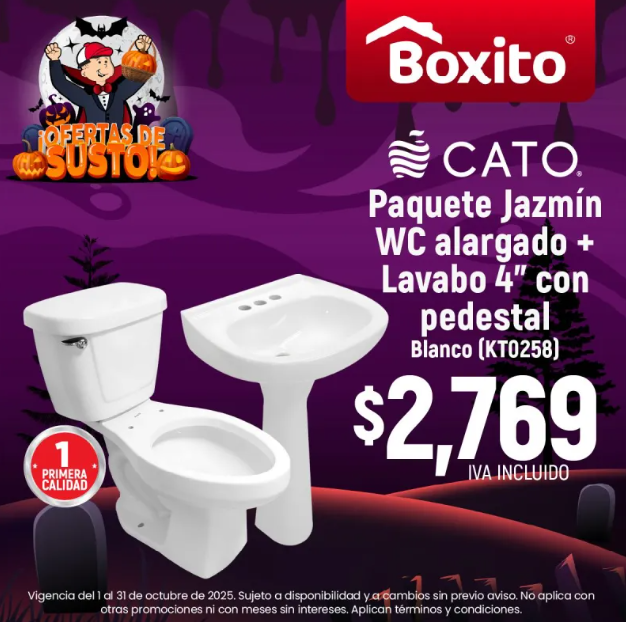 ¡OFERTAS DE
SUSTO!
Boxito®
CATO®
Paquete Jazmín
WC alargado +
Lavabo 4” con
pedestal
Blanco (KT0258)
$2,769
IVA INCLUIDO
1
PRIMERA
CALIDAD
Vigencia del 1 al 31 de octubre de 2025. Sujeto a disponibilidad y a cambios sin previo aviso. No aplica con
otras promociones ni con meses sin intereses. Aplican términos y condiciones.